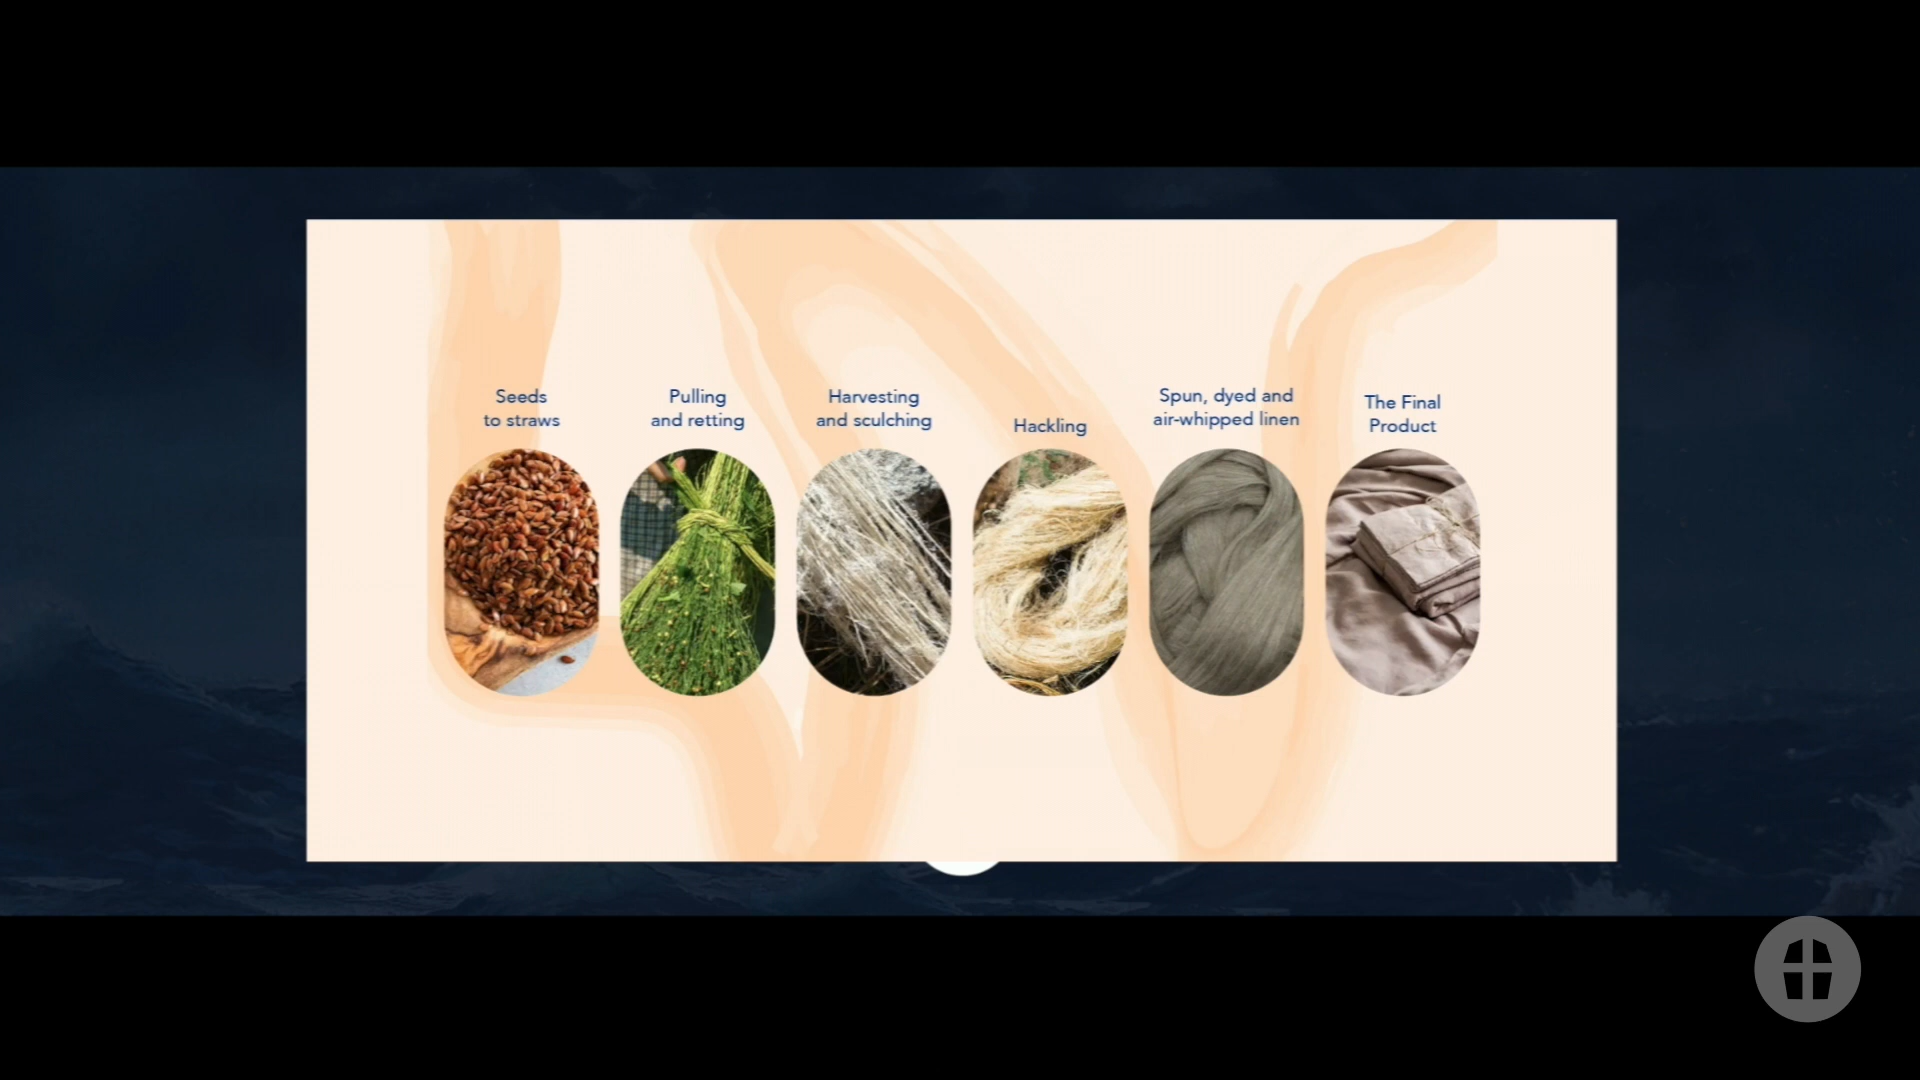 Seeds
to straws
Pulling
and retting
Harvesting
and sculching
Hackling
Spun, dyed and
air-whipped linen
The Final
Product